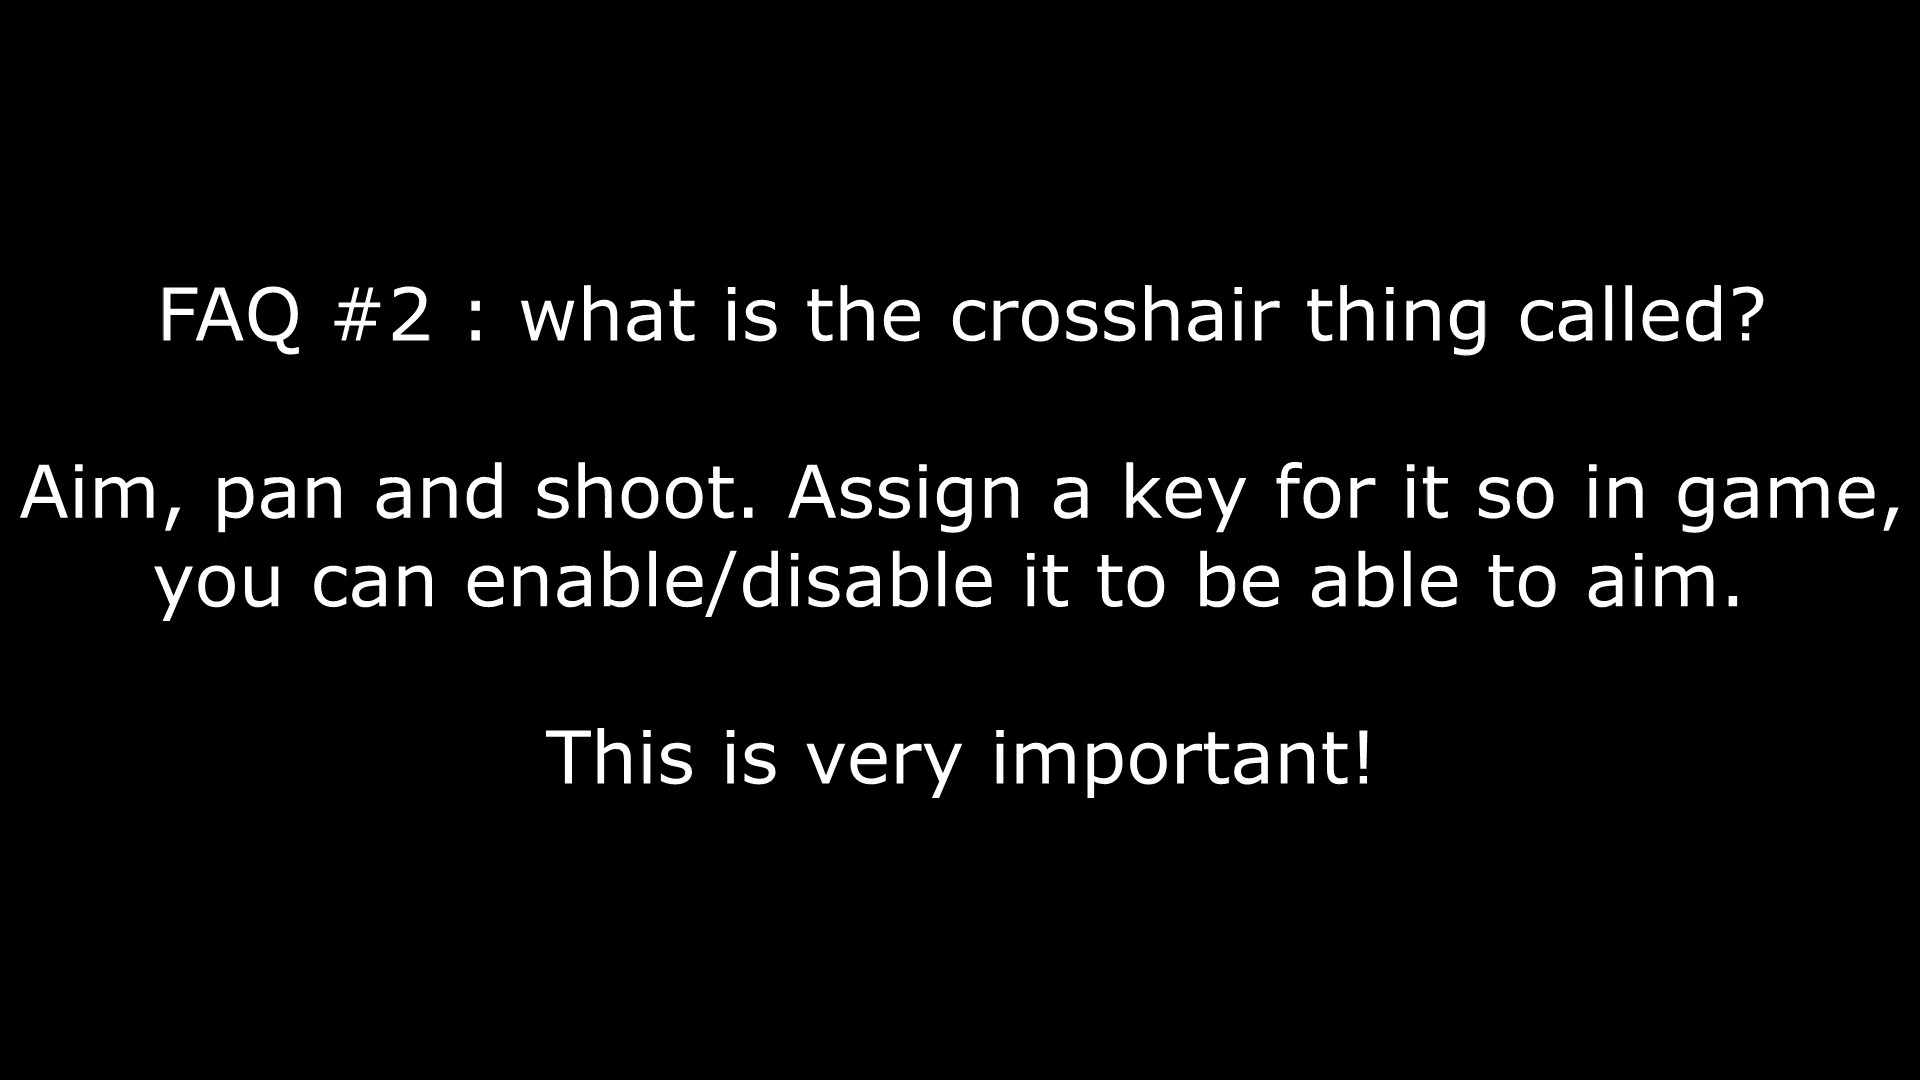 FAQ #2 : what is the crosshair thing called?
Aim, pan and shoot. Assign a key for it so in game,
you can enable/disable it to be able to aim.
This is very important!